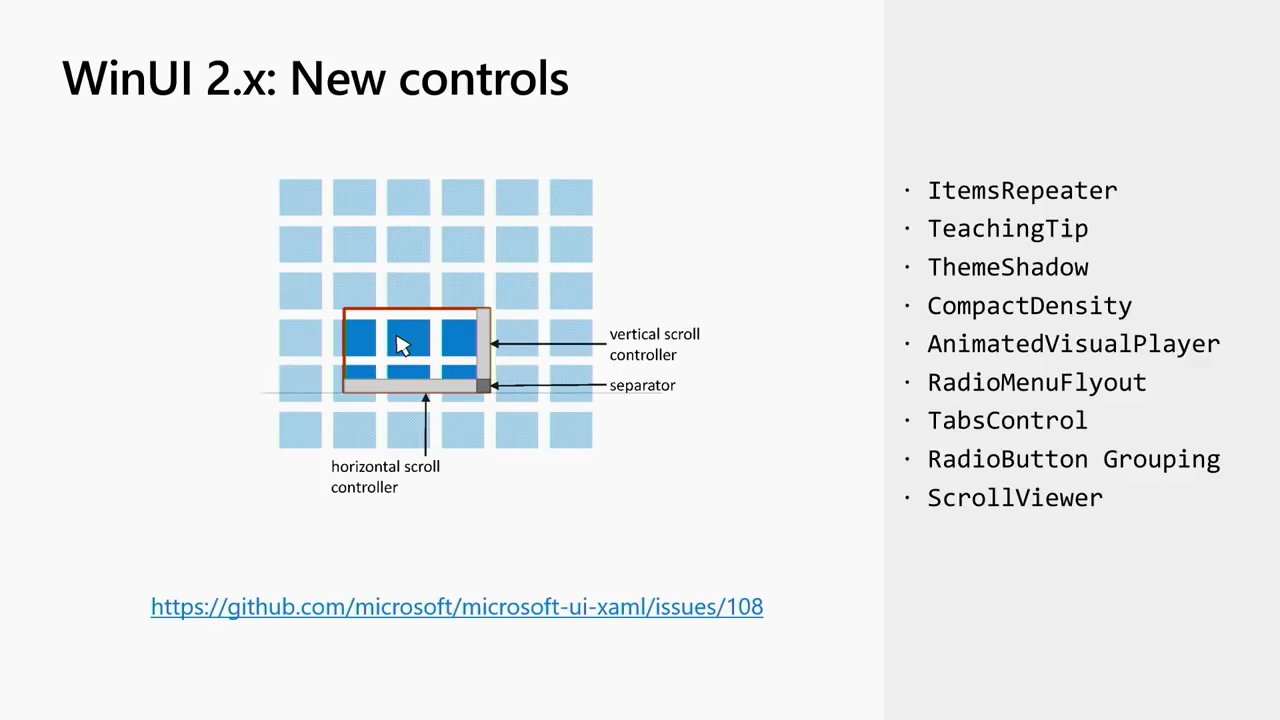 WinUI 2.x: New controls
vertical scroll
controller
separator
horizontal scroll
controller
https://github.com/microsoft/microsoft-ui-xaml/issues/108
· ItemsRepeater
· TeachingTip
· ThemeShadow
· CompactDensity
· AnimatedVisualPlayer
· RadioMenuFlyout
· TabsControl
· RadioButton Grouping
· ScrollViewer